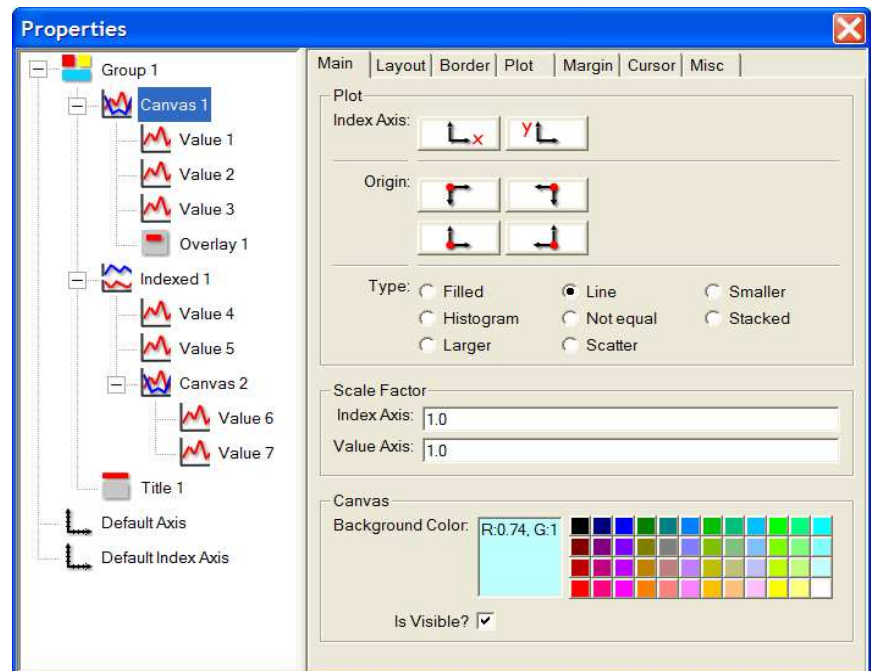 Properties
Group 1
Canvas 1
Value 1
Value 2
Value 3
Overlay 1
Indexed 1
Value 4
Value 5
Canvas 2
Value 6
Value 7
Title 1
Default Axis
Default Index Axis
Main Layout Border Plot Margin Cursor Misc
Plot
Index Axis: x y
Origin:
Type: Filled Line Smaller
Histogram Not equal Stacked
Larger Scatter
Scale Factor
Index Axis: 1.0
Value Axis: 1.0
Canvas
Background Color: R:0.74, G:1
Is Visible?